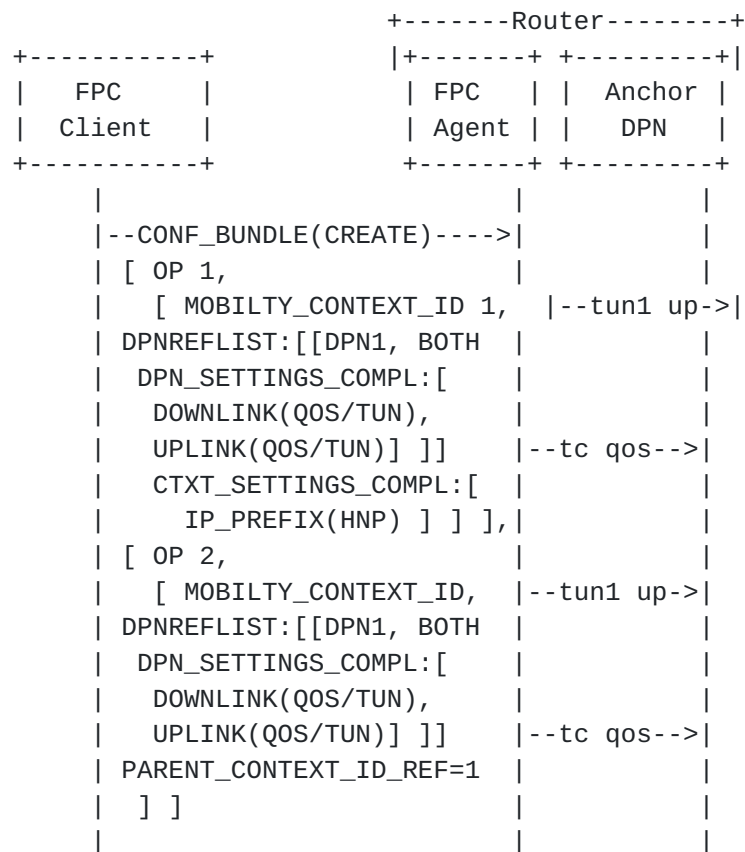 +-------Router--------+
+-----------+             |+-------+ +---------+|
|    FPC    |             | FPC   | |  Anchor |
|   Client  |             | Agent | |   DPN   |
+-----------+             +-------+ +---------+
      |                           |           |
      |--CONF_BUNDLE(CREATE)---->|           |
      | [ OP 1,                  |           |
      |   [ MOBILTY_CONTEXT_ID 1,  |--tun1 up->|
      | DPNREFLIST:[[DPN1, BOTH  |           |
      |  DPN_SETTINGS_COMPL:[    |           |
      |   DOWNLINK(QOS/TUN),     |           |
      |   UPLINK(QOS/TUN)] ]]    |--tc qos-->|
      |   CTXT_SETTINGS_COMPL:[  |           |
      |     IP_PREFIX(HNP) ] ] ],|           |
      | [ OP 2,                  |           |
      |   [ MOBILTY_CONTEXT_ID,  |--tun1 up->|
      | DPNREFLIST:[[DPN1, BOTH  |           |
      |  DPN_SETTINGS_COMPL:[    |           |
      |   DOWNLINK(QOS/TUN),     |           |
      |   UPLINK(QOS/TUN)] ]]    |--tc qos-->|
      | PARENT_CONTEXT_ID_REF=1  |           |
      |  ] ]                     |           |
      |                          |           |